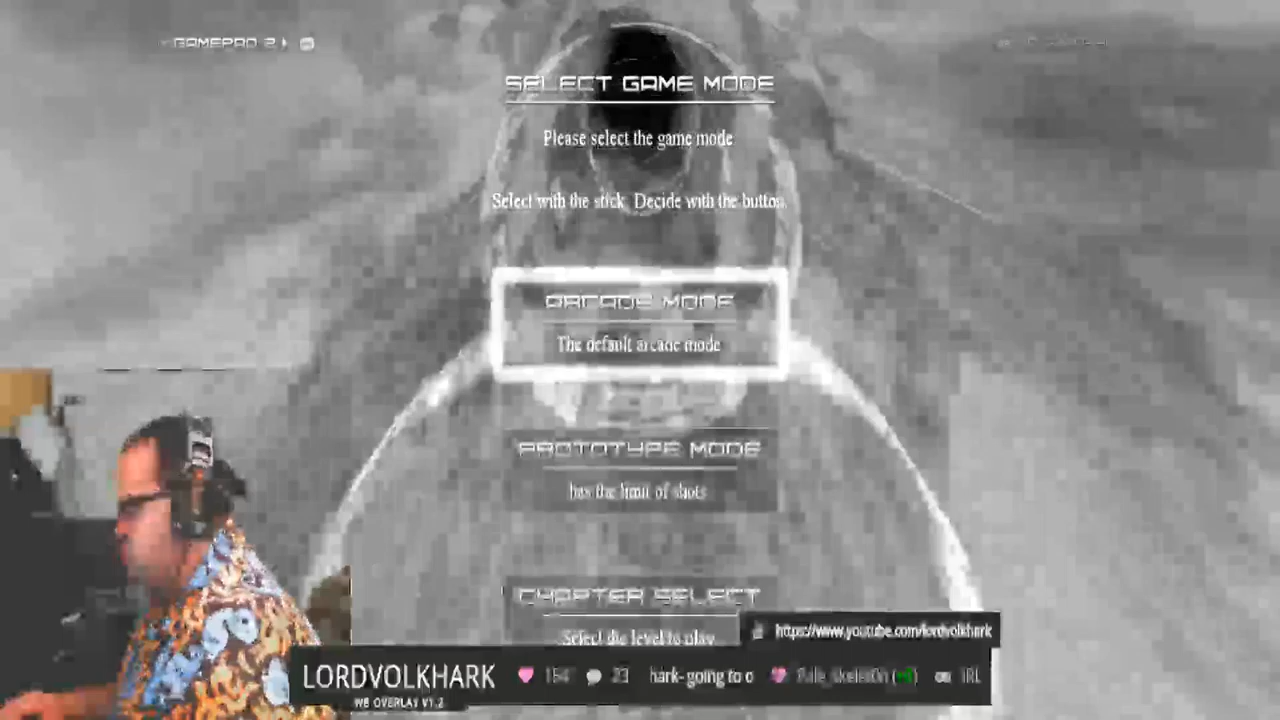 GAMEPAD 2
SELECT GAME MODE
Please select the game mode
Select with the stick Decide with the button.
ARCADE MODE
The default arcade mode
PROTOTYPE MODE
has the limit of shots
CHAPTER SELECT
Select the level to play
https://www.youtube.com/lordvolkhark
LORDVOLKHARK 23 hark- going to o IRL
WB OVERLAY V1.2